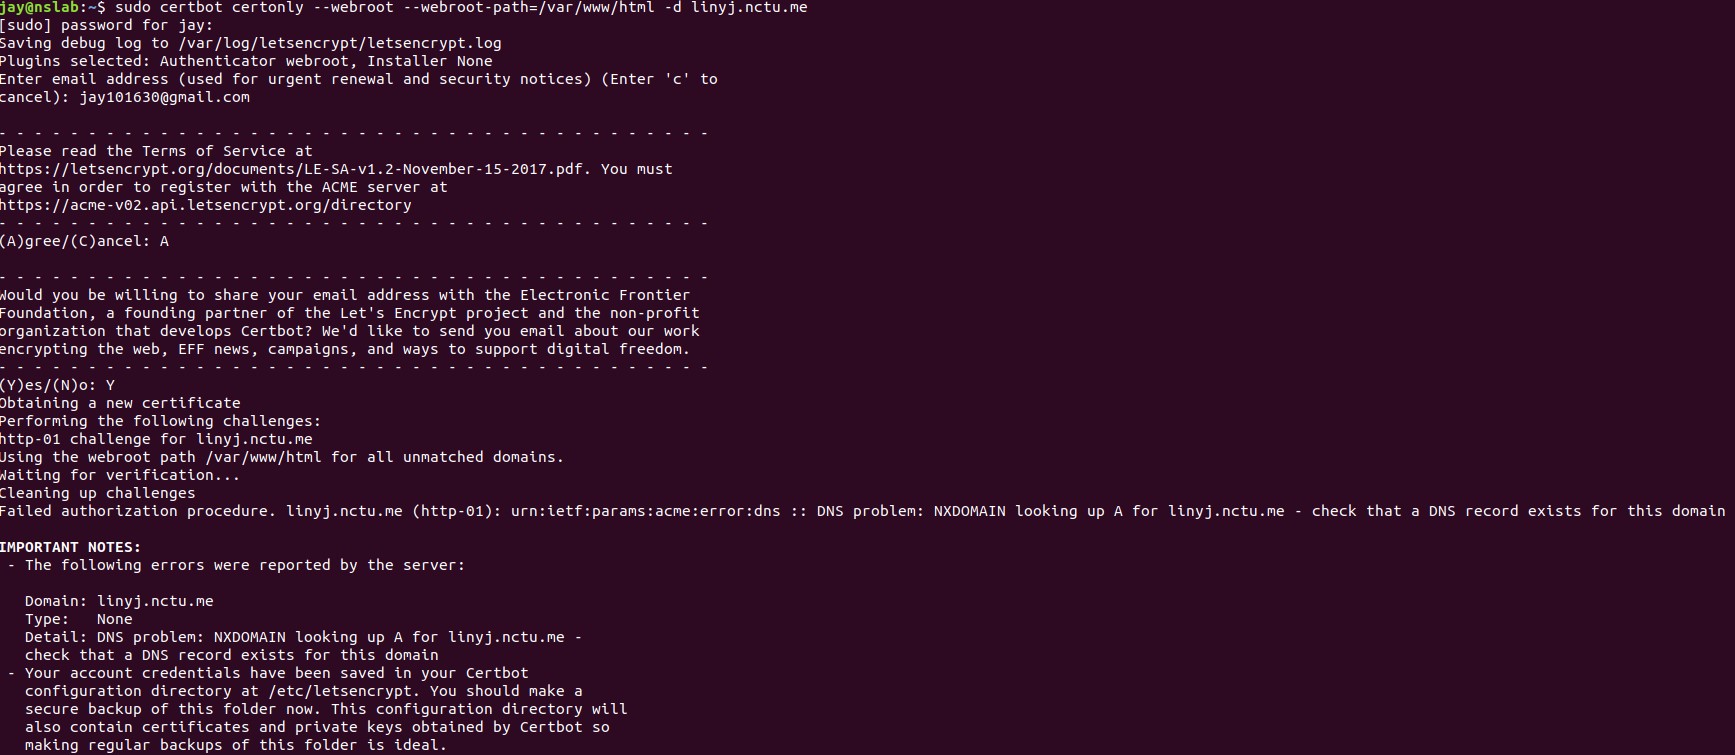 jay@nslab:~$ sudo certbot certonly --webroot --webroot-path=/var/www/html -d linyj.nctu.me
[sudo] password for jay:
Saving debug log to /var/log/letsencrypt/letsencrypt.log
Plugins selected: Authenticator webroot, Installer None
Enter email address (used for urgent renewal and security notices) (Enter 'c' to
cancel): jay101630@gmail.com
- - - - - - - - - - - - - - - - - - - - - - - - - - - - - - - - - - - - - - - -
Please read the Terms of Service at
https://letsencrypt.org/documents/LE-SA-v1.2-November-15-2017.pdf. You must
agree in order to register with the ACME server at
https://acme-v02.api.letsencrypt.org/directory
- - - - - - - - - - - - - - - - - - - - - - - - - - - - - - - - - - - - - - - -
(A)gree/(C)ancel: A
- - - - - - - - - - - - - - - - - - - - - - - - - - - - - - - - - - - - - - - -
Would you be willing to share your email address with the Electronic Frontier
Foundation, a founding partner of the Let's Encrypt project and the non-profit
organization that develops Certbot? We'd like to send you email about our work
encrypting the web, EFF news, campaigns, and ways to support digital freedom.
- - - - - - - - - - - - - - - - - - - - - - - - - - - - - - - - - - - - - - - -
(Y)es/(N)o: Y
Obtaining a new certificate
Performing the following challenges:
http-01 challenge for linyj.nctu.me
Using the webroot path /var/www/html for all unmatched domains.
Waiting for verification...
Cleaning up challenges
Failed authorization procedure. linyj.nctu.me (http-01): urn:ietf:params:acme:error:dns :: DNS problem: NXDOMAIN looking up A for linyj.nctu.me - check that a DNS record exists for this domain
IMPORTANT NOTES:
- The following errors were reported by the server:
Domain: linyj.nctu.me
Type: None
Detail: DNS problem: NXDOMAIN looking up A for linyj.nctu.me -
check that a DNS record exists for this domain
- Your account credentials have been saved in your Certbot
configuration directory at /etc/letsencrypt. You should make a
secure backup of this folder now. This configuration directory will
also contain certificates and private keys obtained by Certbot so
making regular backups of this folder is ideal.